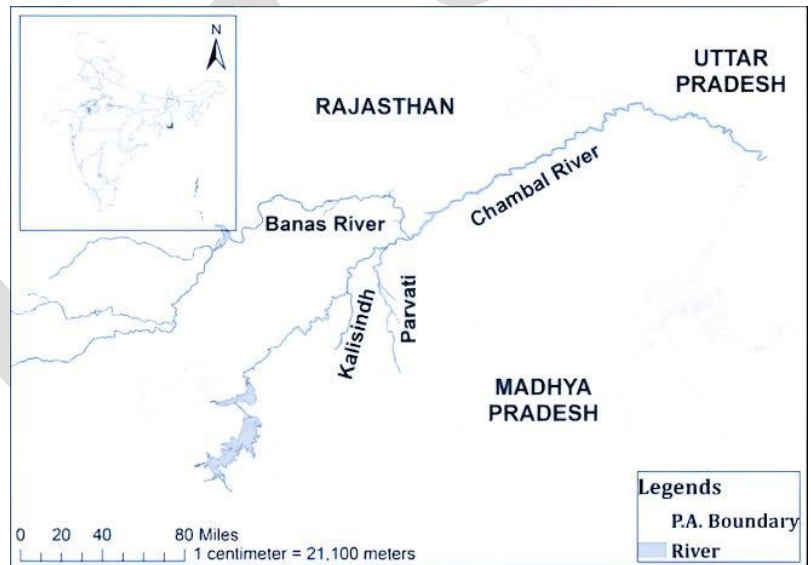 N
UTTAR
PRADESH
RAJASTHAN
Chambal River
Banas River
Kalisindh
Parvati
MADHYA
PRADESH
Legends
P.A. Boundary
River
0 20 40 80 Miles
1 centimeter = 21,100 meters